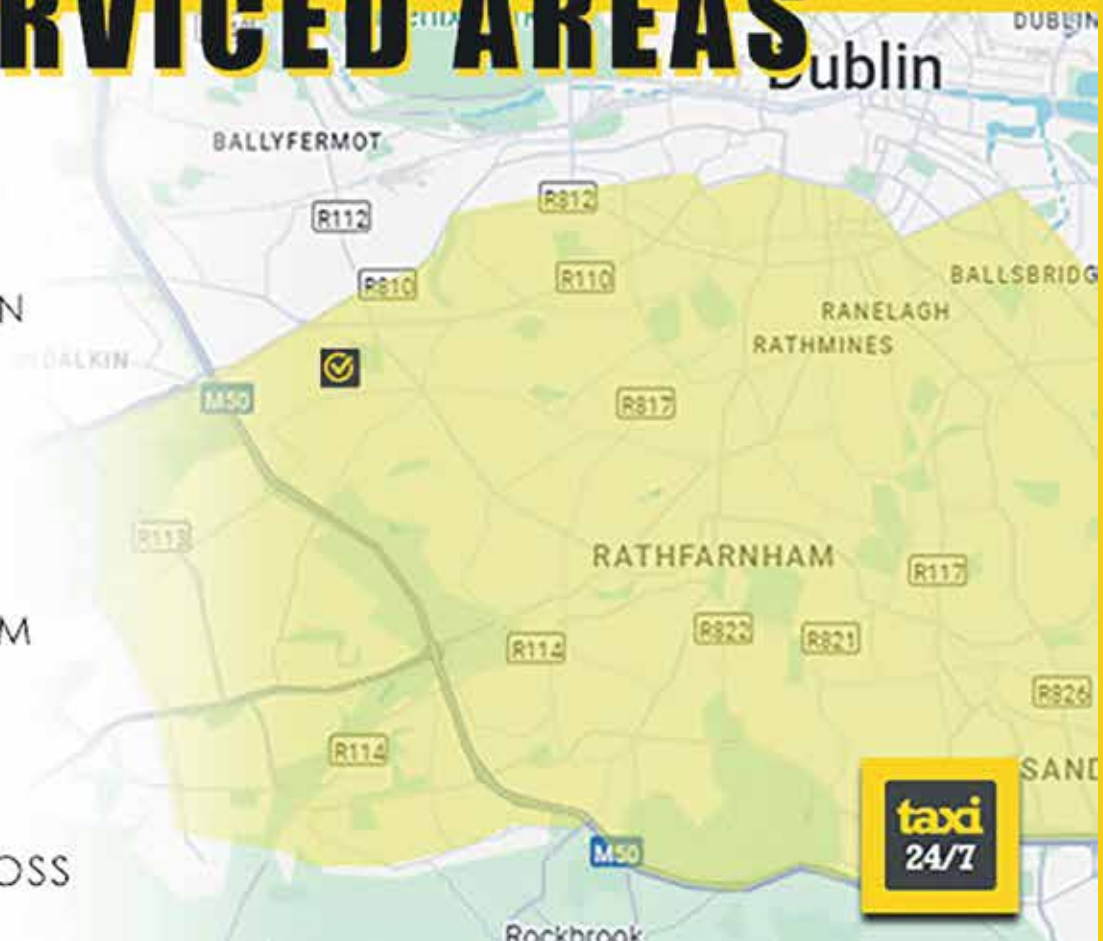 RVICED AREAS
DUBLIN
Dublin
BALLYFERMOT
R812
R112
R110
R810
BALLSBRIDG
N
RANELAGH
RATHMINES
DALKIN
M50
R817
R113
RATHFARNHAM
R117
M
R822
R821
R114
R826
R114
SAND
taxi
24/7
M50
OSS
Rockbrook